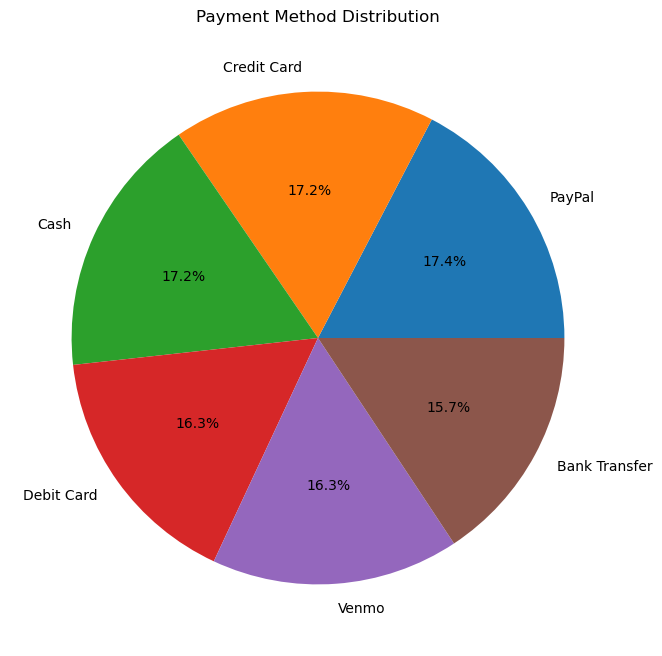 Payment Method Distribution
Credit Card
17.2%
PayPal
17.4%
Cash
17.2%
Debit Card
16.3%
Venmo
16.3%
Bank Transfer
15.7%